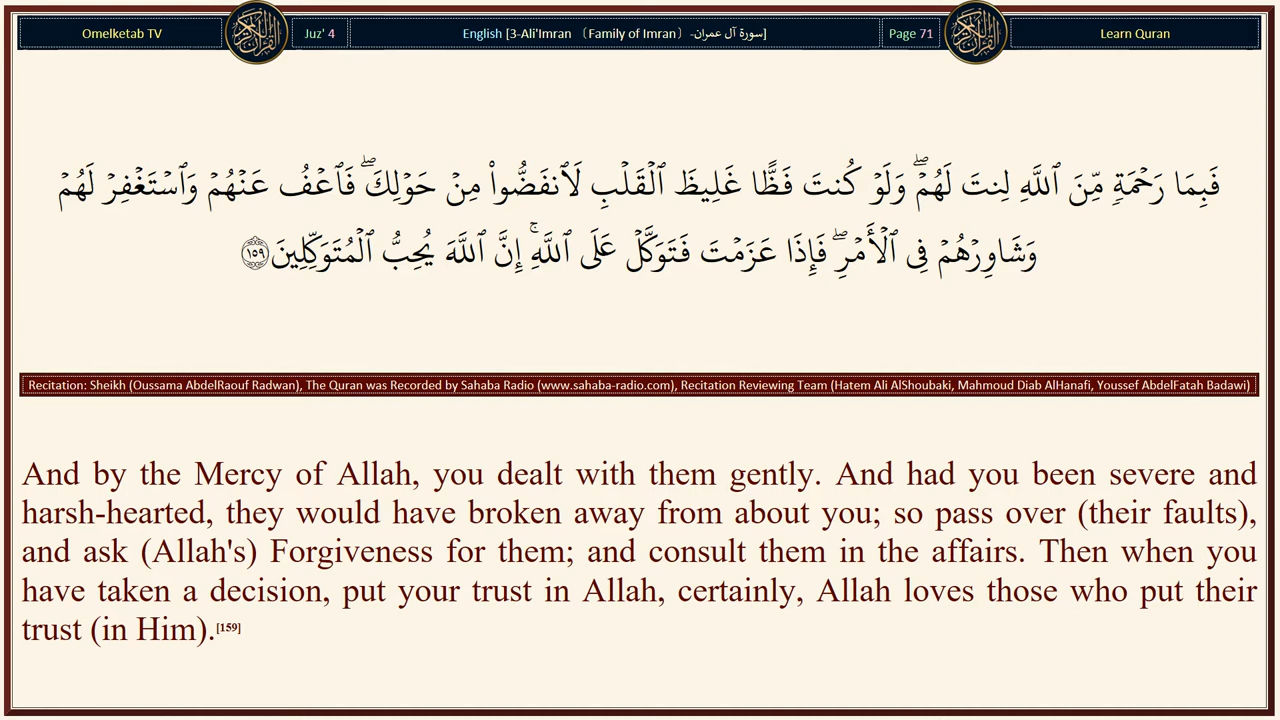 Omelketab TV
Juz' 4
English [3-Ali'Imran (Family of Imran) -سورة آل عمران]
Page 71
Learn Quran
فَبِمَا رَحۡمَةٖ مِّنَ ٱللَّهِ لِنتَ لَهُمۡۖ وَلَوۡ كُنتَ فَظًّا غَلِيظَ ٱلۡقَلۡبِ لَٱنفَضُّواْ مِنۡ حَوۡلِكَۖ فَٱعۡفُ عَنۡهُمۡ وَٱسۡتَغۡفِرۡ لَهُمۡ
وَشَاوِرۡهُمۡ فِى ٱلۡأَمۡرِۖ فَإِذَا عَزَمۡتَ فَتَوَكَّلۡ عَلَى ٱللَّهِۚ إِنَّ ٱللَّهَ يُحِبُّ ٱلۡمُتَوَكِّلِينَ ١٥٩
Recitation: Sheikh (Oussama AbdelRaouf Radwan), The Quran was Recorded by Sahaba Radio (www.sahaba-radio.com), Recitation Reviewing Team (Hatem Ali AlShoubaki, Mahmoud Diab AlHanafi, Youssef AbdelFatah Badawi)
And by the Mercy of Allah, you dealt with them gently. And had you been severe and
harsh-hearted, they would have broken away from about you; so pass over (their faults),
and ask (Allah's) Forgiveness for them; and consult them in the affairs. Then when you
have taken a decision, put your trust in Allah, certainly, Allah loves those who put their
trust (in Him).[159]